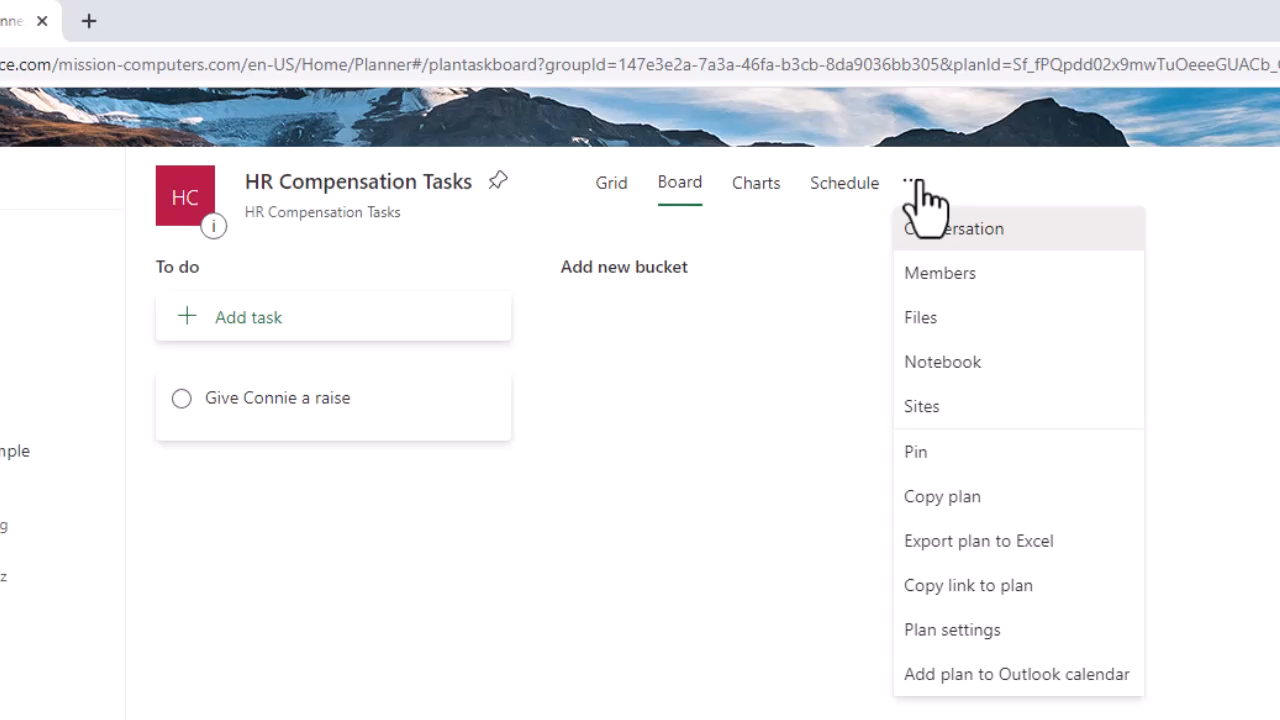 nne
ce.com/mission-computers.com/en-US/Home/Planner#/plantaskboard?groupId=147e3e2a-7a3a-46fa-b3cb-8da9036bb305&planId=Sf_fPQpdd02x9mwTuOeeeGUACb_
HC
i
HR Compensation Tasks
HR Compensation Tasks
Grid Board Charts Schedule ...
To do
Add new bucket
+ Add task
Give Connie a raise
mple
g
z
C ersation
Members
Files
Notebook
Sites
Pin
Copy plan
Export plan to Excel
Copy link to plan
Plan settings
Add plan to Outlook calendar